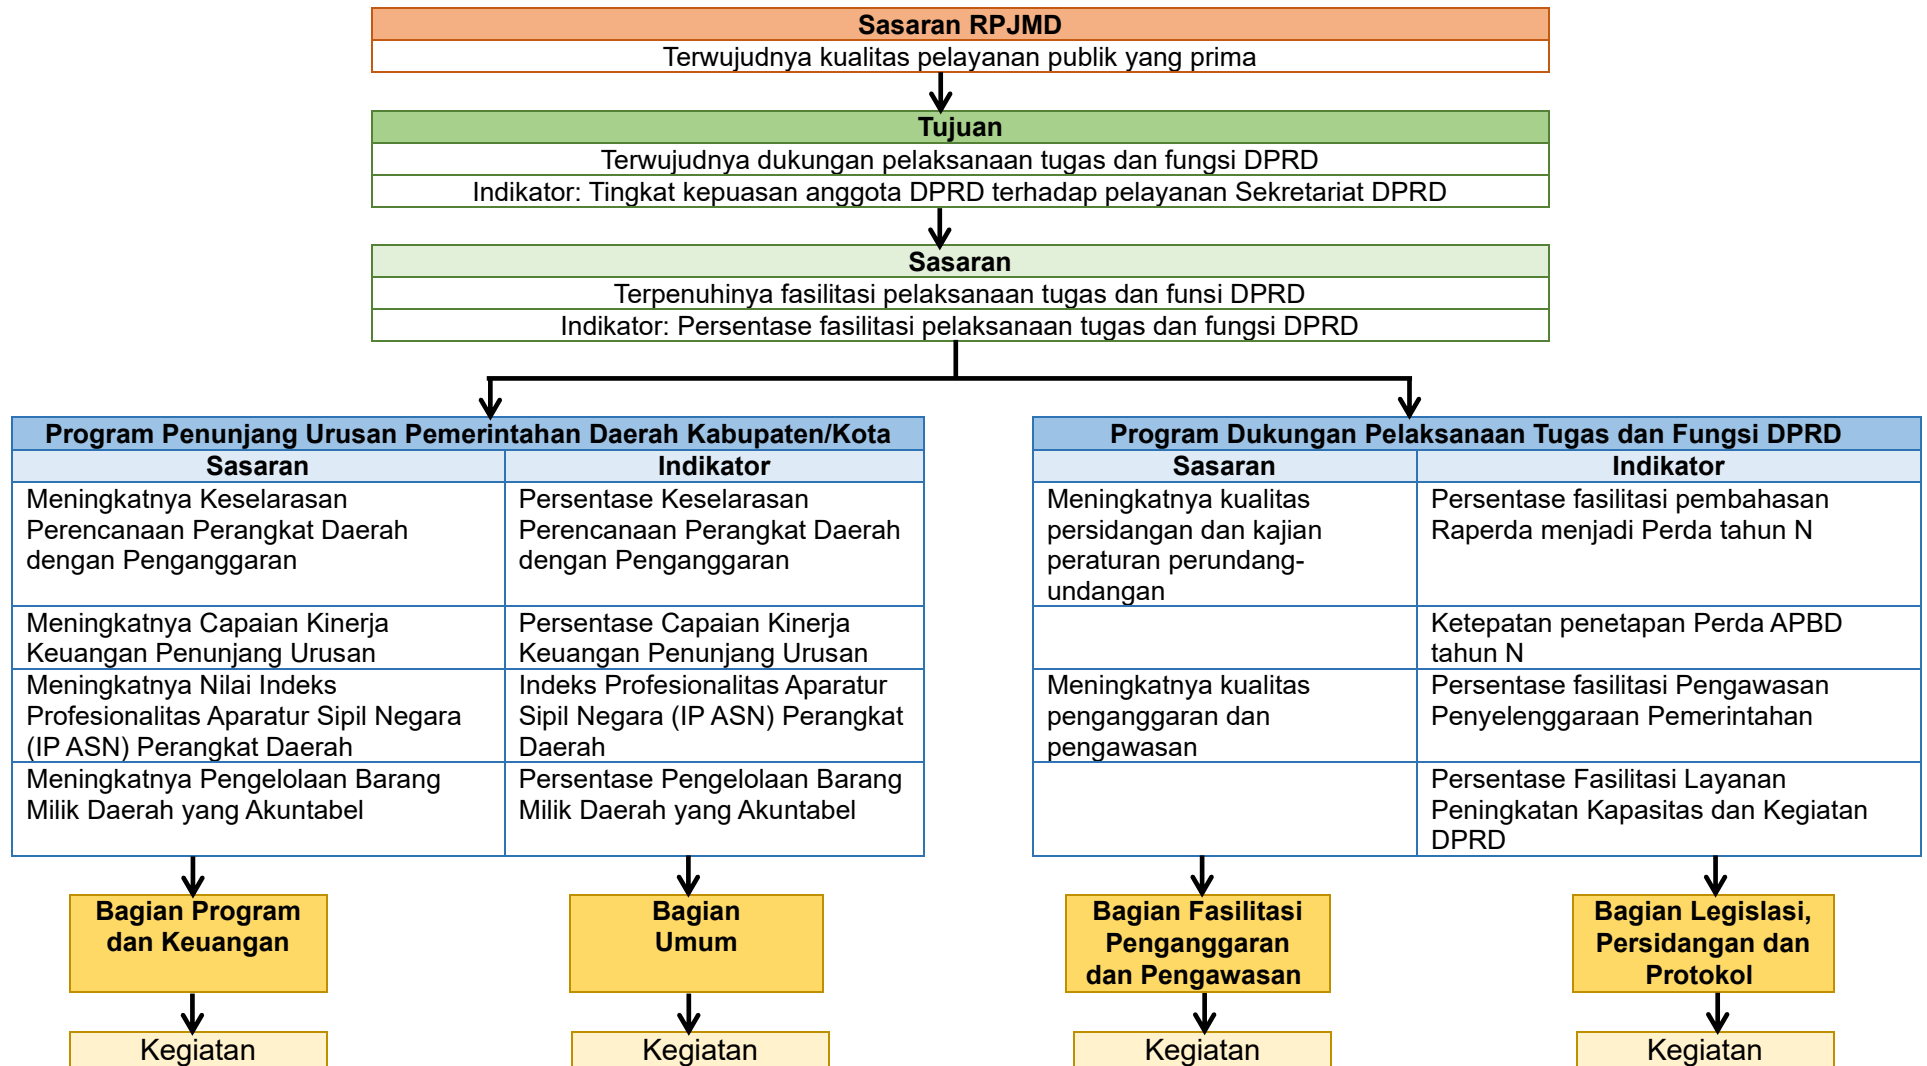 Sasaran RPJMD
Terwujudnya kualitas pelayanan publik yang prima
Tujuan
Terwujudnya dukungan pelaksanaan tugas dan fungsi DPRD
Indikator: Tingkat kepuasan anggota DPRD terhadap pelayanan Sekretariat DPRD
Sasaran
Terpenuhinya fasilitasi pelaksanaan tugas dan funsi DPRD
Indikator: Persentase fasilitasi pelaksanaan tugas dan fungsi DPRD
Program Penunjang Urusan Pemerintahan Daerah Kabupaten/Kota
Sasaran
Indikator
Meningkatnya Keselarasan
Perencanaan Perangkat Daerah
dengan Penganggaran
Persentase Keselarasan
Perencanaan Perangkat Daerah
dengan Penganggaran
Meningkatnya Capaian Kinerja
Keuangan Penunjang Urusan
Persentase Capaian Kinerja
Keuangan Penunjang Urusan
Meningkatnya Nilai Indeks
Profesionalitas Aparatur Sipil Negara
(IP ASN) Perangkat Daerah
Indeks Profesionalitas Aparatur
Sipil Negara (IP ASN) Perangkat
Daerah
Meningkatnya Pengelolaan Barang
Milik Daerah yang Akuntabel
Persentase Pengelolaan Barang
Milik Daerah yang Akuntabel
Program Dukungan Pelaksanaan Tugas dan Fungsi DPRD
Sasaran
Indikator
Meningkatnya kualitas
persidangan dan kajian
peraturan perundang-
undangan
Persentase fasilitasi pembahasan
Raperda menjadi Perda tahun N
Ketepatan penetapan Perda APBD
tahun N
Meningkatnya kualitas
penganggaran dan
pengawasan
Persentase fasilitasi Pengawasan
Penyelenggaraan Pemerintahan
Persentase Fasilitasi Layanan
Peningkatan Kapasitas dan Kegiatan
DPRD
Bagian Program
dan Keuangan
Bagian
Umum
Bagian Fasilitasi
Penganggaran
dan Pengawasan
Bagian Legislasi,
Persidangan dan
Protokol
Kegiatan
Kegiatan
Kegiatan
Kegiatan